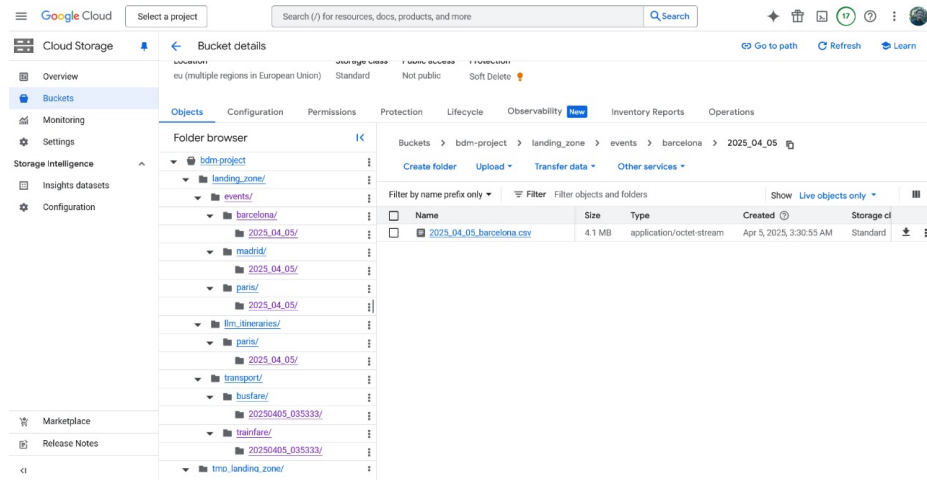 Google Cloud
Select a project
Search (/) for resources, docs, products, and more
Search
17
Cloud Storage
Bucket details
Go to path
Refresh
Learn
Location
Storage class
Public access
Protection
eu (multiple regions in European Union)
Standard
Not public
Soft Delete
Overview
Buckets
Monitoring
Settings
Storage Intelligence
Insights datasets
Configuration
Marketplace
Release Notes
Objects
Configuration
Permissions
Protection
Lifecycle
Observability New
Inventory Reports
Operations
Folder browser
bdm-project
landing_zone/
events/
barcelona/
2025_04_05/
madrid/
2025_04_05/
paris/
2025_04_05/
llm_itineraries/
paris/
2025_04_05/
transport/
busfare/
20250405_035333/
trainfare/
20250405_035333/
tmp_landing_zone/
Buckets > bdm-project > landing_zone > events > barcelona > 2025_04_05
Create folder
Upload
Transfer data
Other services
Filter by name prefix only
Filter
Filter objects and folders
Show
Live objects only
Name
Size
Type
Created
Storage cl
2025_04_05_barcelona.csv
4.1 MB
application/octet-stream
Apr 5, 2025, 3:30:55 AM
Standard